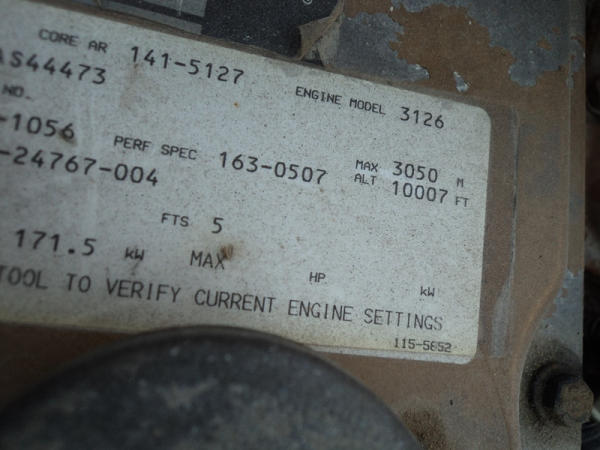 CORE AR 141-5127 ENGINE MODEL 3126
AS44473
NO.
-1056 PERF SPEC 163-0507 MAX ALT 3050 M
-24767-004 10007 FT
FTS 5
171.5 kW MAX HP kW
TOOL TO VERIFY CURRENT ENGINE SETTINGS
115-5652